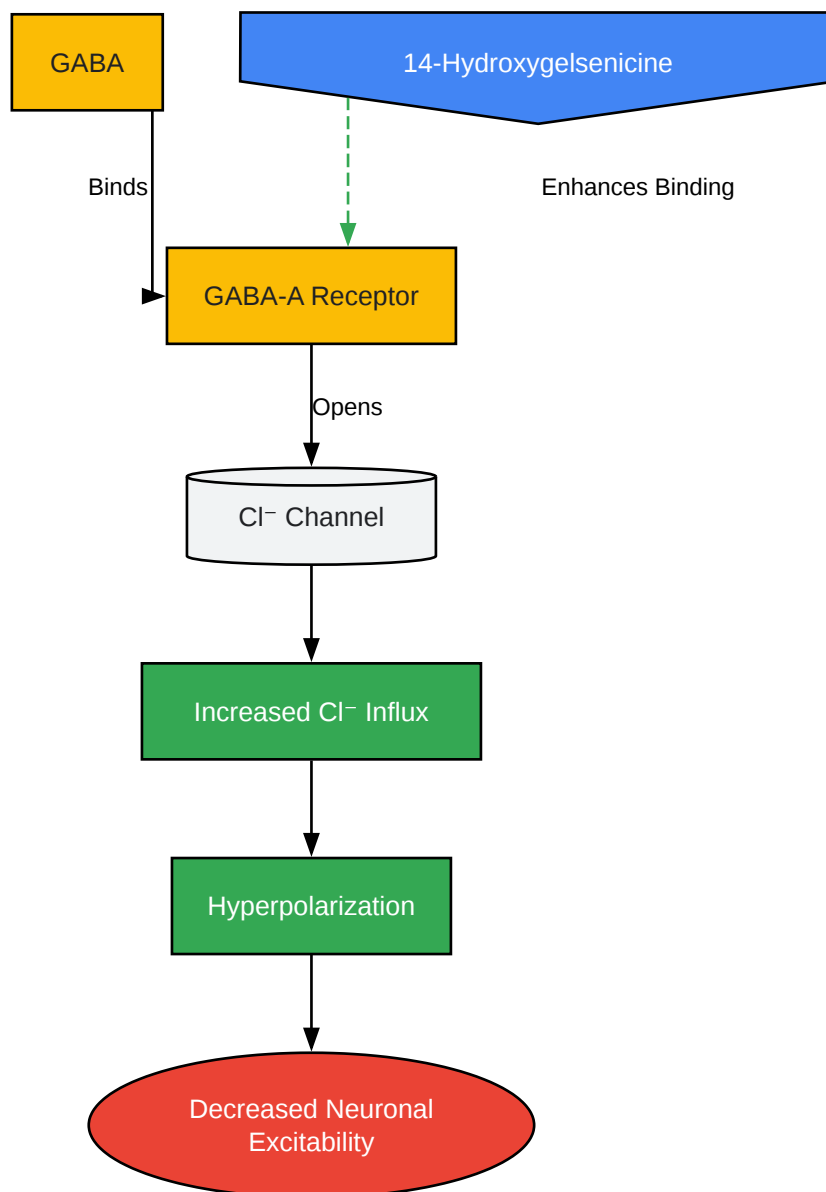 GABA
14-Hydroxygelsenicine
Binds
Enhances Binding
GABA-A Receptor
Opens
Cl⁻ Channel
Increased Cl⁻ Influx
Hyperpolarization
Decreased Neuronal
Excitability